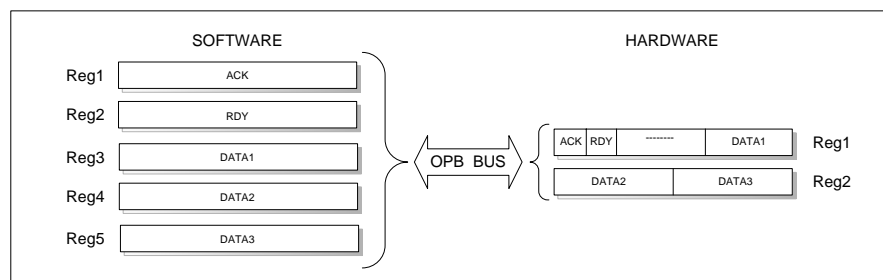 SOFTWARE
HARDWARE
Reg1 ACK
Reg2 RDY
Reg3 DATA1
Reg4 DATA2
Reg5 DATA3
OPB BUS
ACK RDY -------- DATA1 Reg1
DATA2 DATA3 Reg2